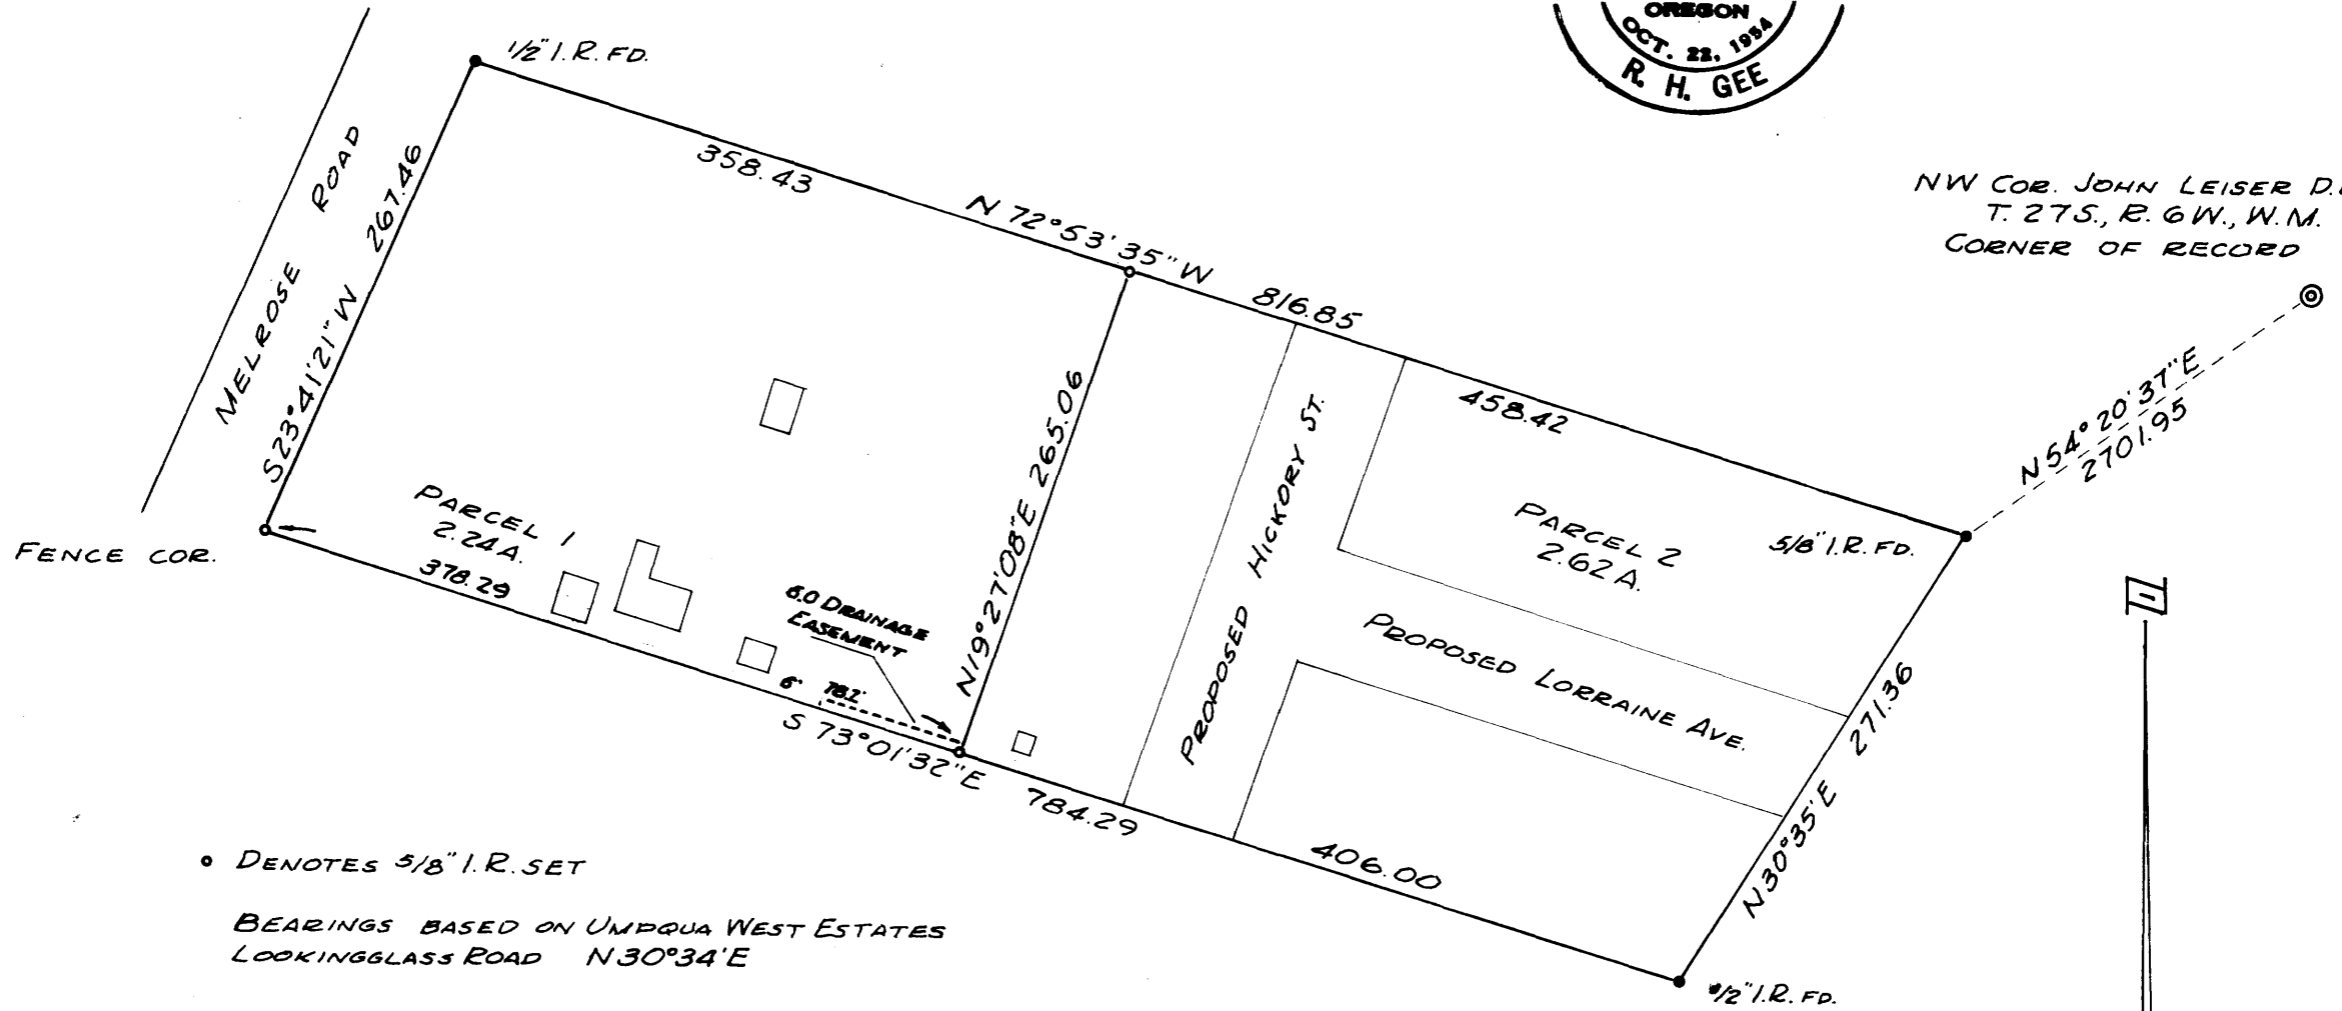 OREGON
OCT. 22, 1954
R. H. GEE
1/2" I.R. FD.
358.43
N 72°53'35" W
816.85
458.42
NW COR. JOHN LEISER
T. 27S., R. 6W., W.M.
CORNER OF RECORD
N 54°20'37" E
2701.95
MELROSE ROAD
S23°41'21" W 267.46
FENCE COR.
PARCEL 1
2.24A.
378.29
6.0 DRAINAGE
EASEMENT
6'
S 73°01'32" E
784.29
406.00
N19°27'08"E 265.06
PROPOSED HICKORY ST.
PARCEL 2
2.62A.
5/8" I.R. FD.
PROPOSED LORRAINE AVE.
N30°35'E 271.36
1/2" I.R. FD.
DENOTES 5/8" I.R. SET
BEARINGS BASED ON UMPQUA WEST ESTATES
LOOKINGGLASS ROAD N30°34'E